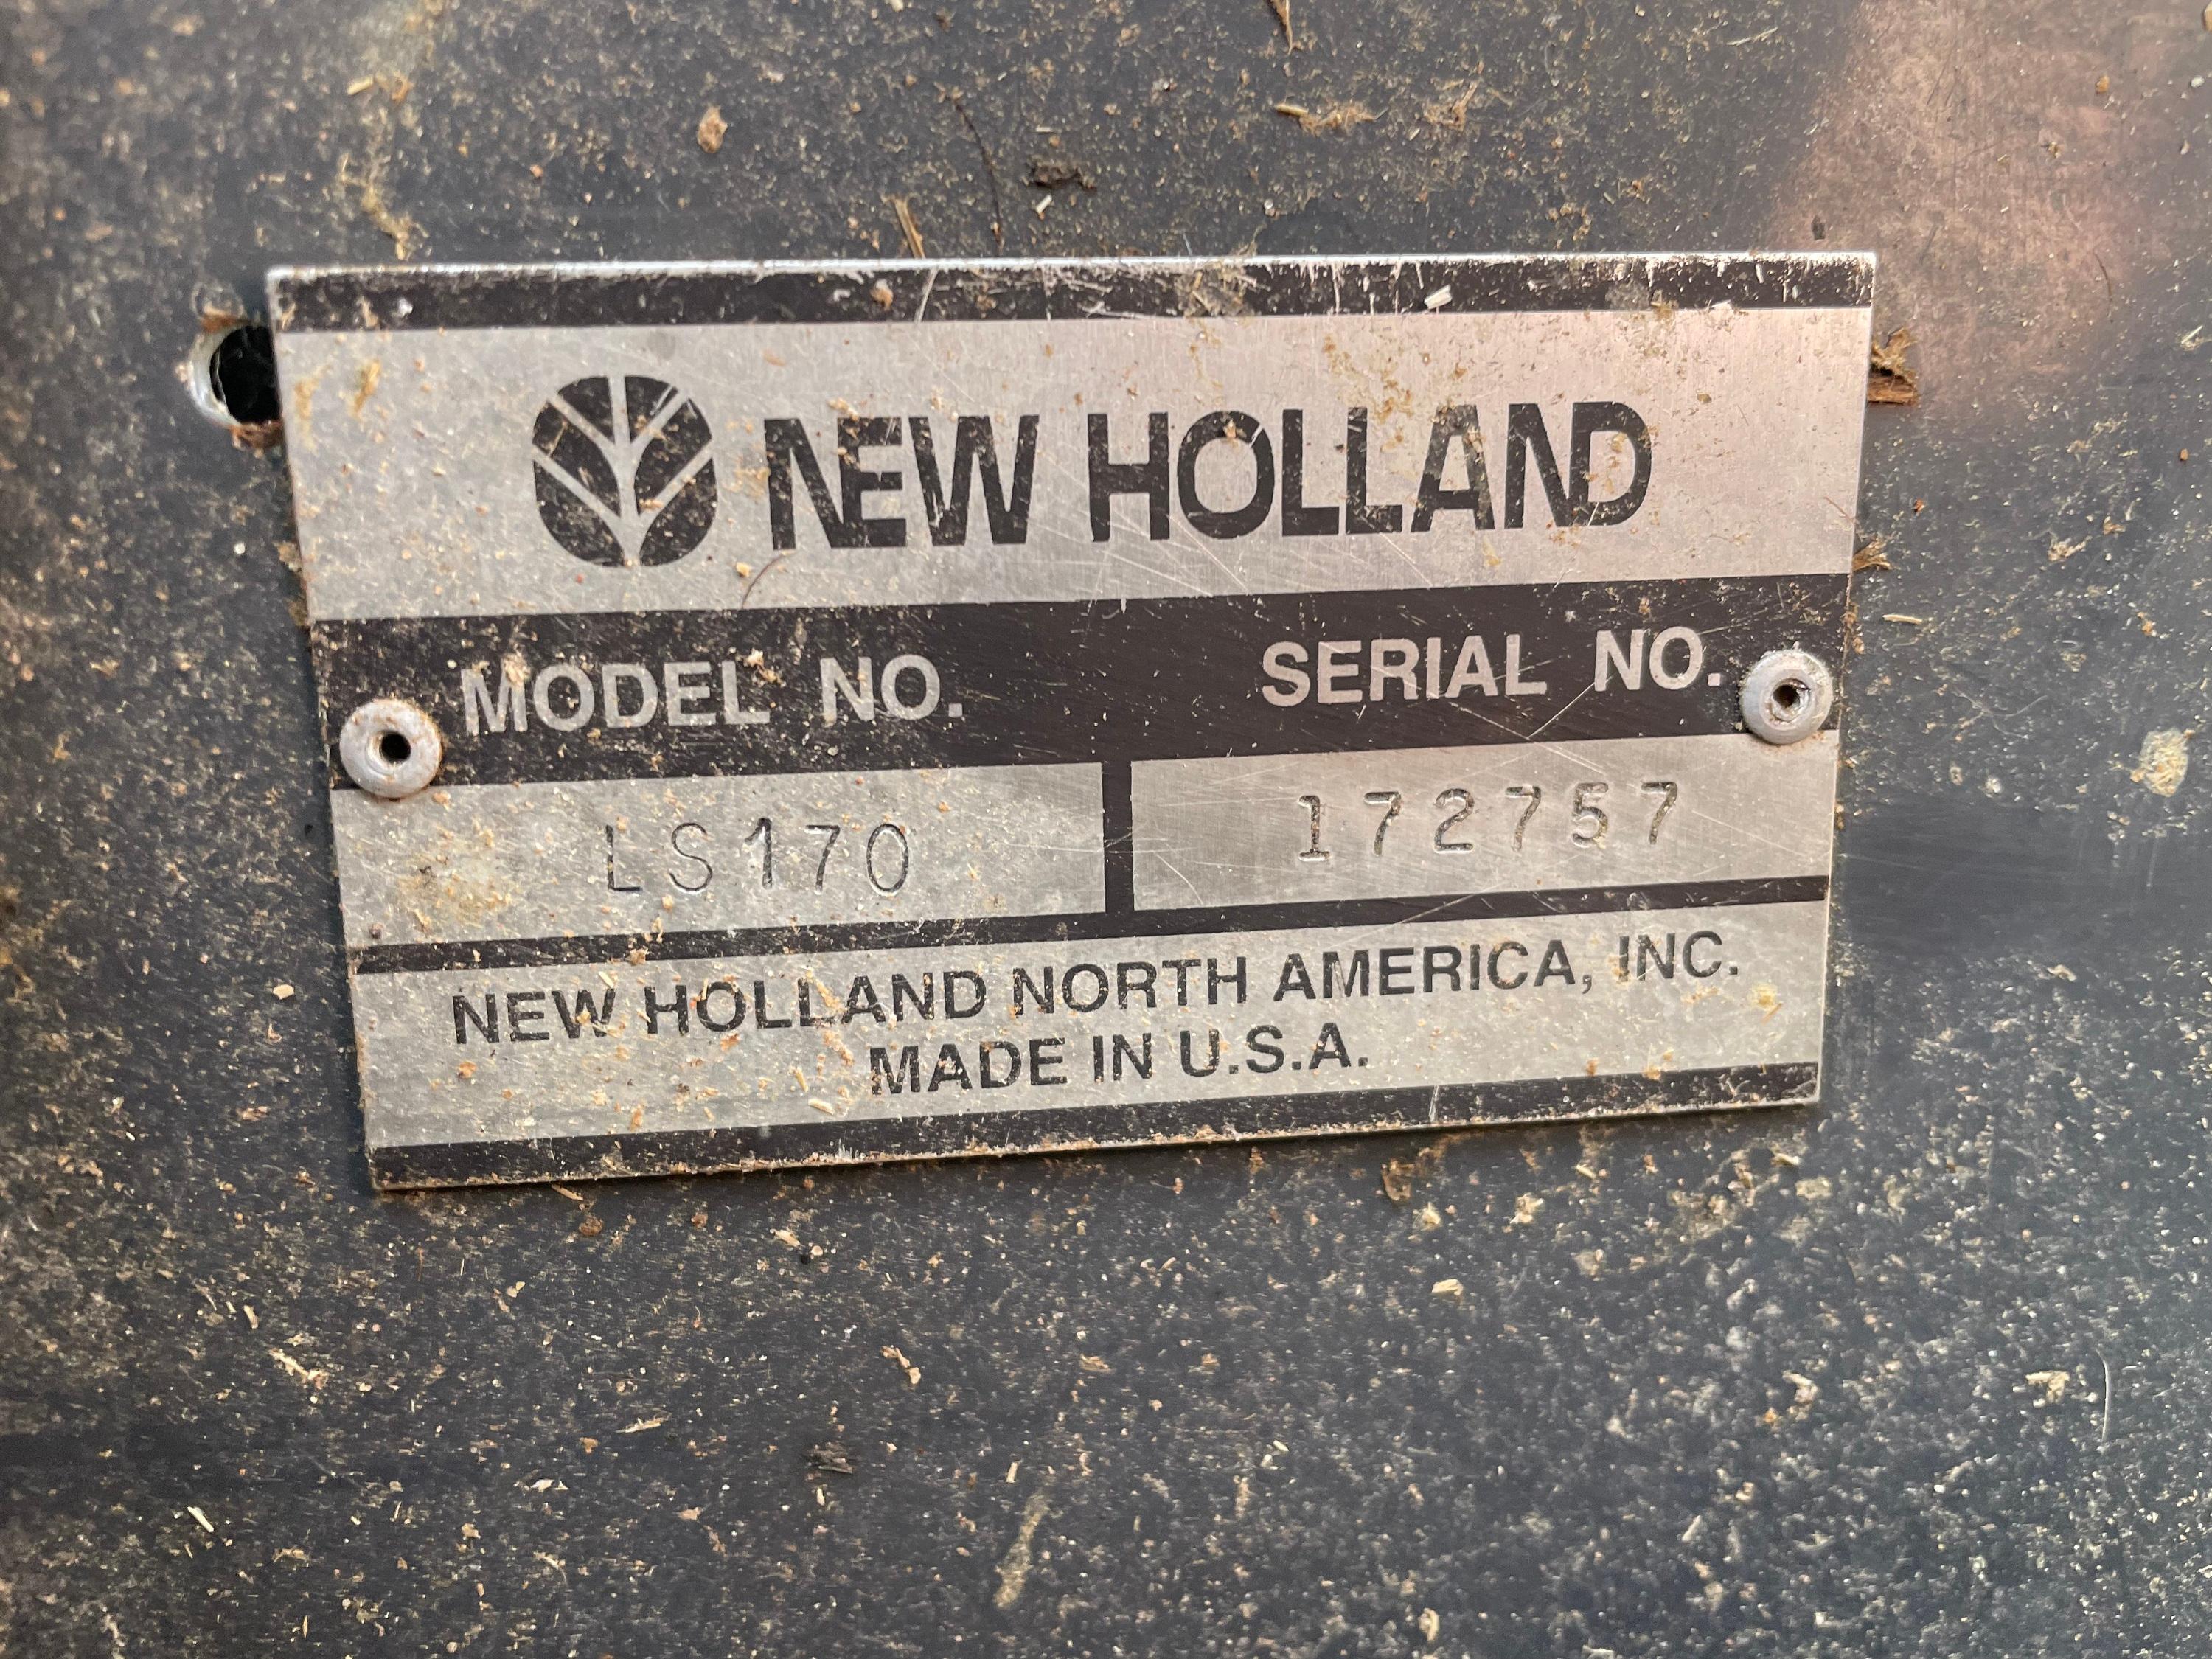 NEW HOLLAND
MODEL NO. SERIAL NO.
LS170 172757
NEW HOLLAND NORTH AMERICA, INC.
MADE IN U.S.A.